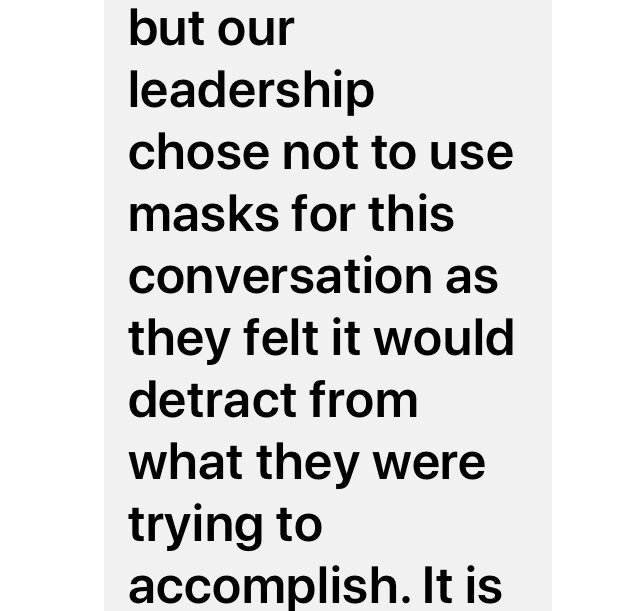 but our
leadership
chose not to use
masks for this
conversation as
they felt it would
detract from
what they were
trying to
accomplish. It is